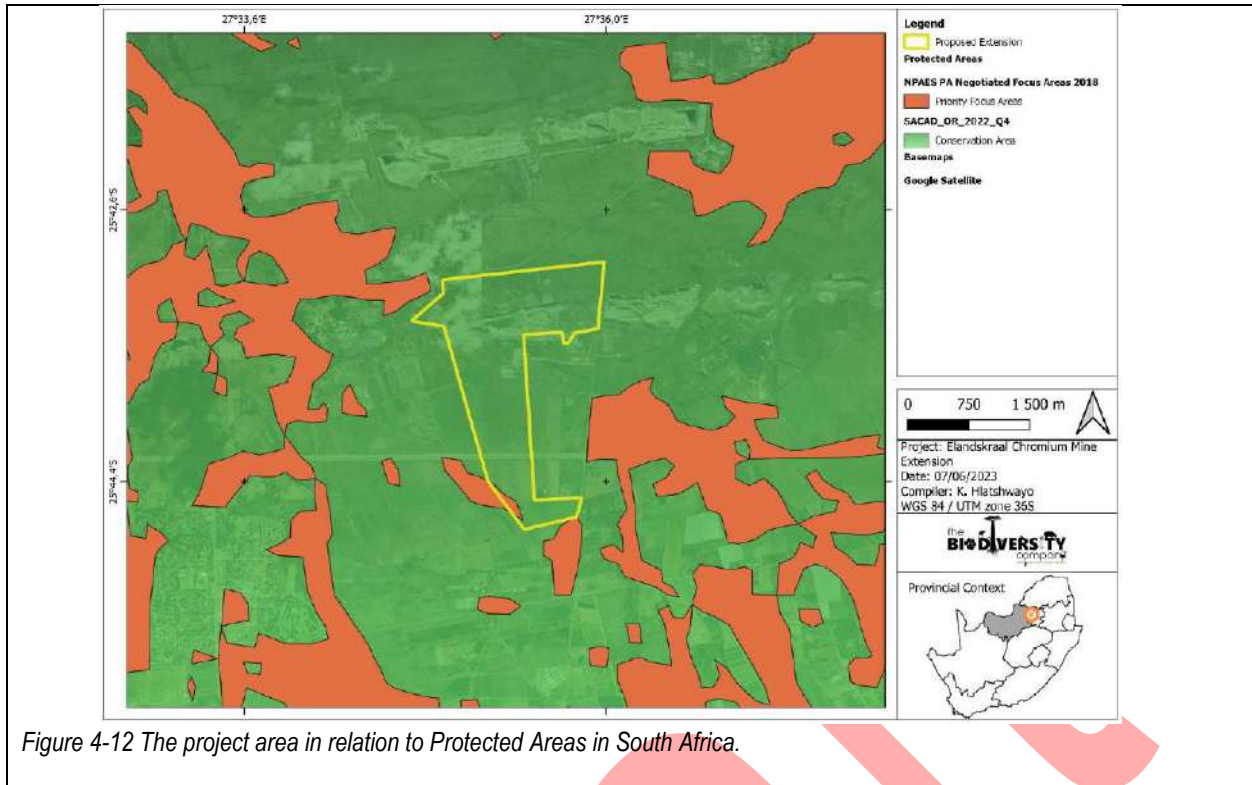 27°33,6'E
27°36,0'E
25°42,6'S
25°44,4'S
Legend
Proposed Extension
Protected Areas
NPAES PA Negotiated Focus Areas 2018
Priority Focus Areas
SACAD_OR_2022_Q4
Conservation Area
Basemaps
Google Satellite
0 750 1 500 m
Project: Elandskraal Chromium Mine
Extension
Date: 07/06/2023
Compiler: K. Hlatshwayo
WGS 84 / UTM zone 36S
the
BIODIVERSITY
company
Provincial Context
Figure 4-12 The project area in relation to Protected Areas in South Africa.